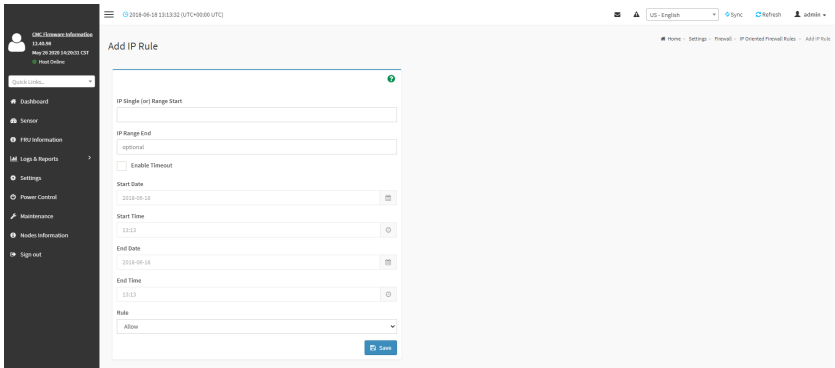 2018-06-18 13:13:32 (UTC+00:00 UTC)
US - English
Sync
Refresh
admin
CMC Firmware Information
12.40.98
May 26 2020 14:20:31 CST
Host Online
Quick Links...
Dashboard
Sensor
FRU Information
Logs & Reports
Settings
Power Control
Maintenance
Nodes Information
Sign out
Add IP Rule
Home > Settings > Firewall > IP Oriented Firewall Rules > Add IP Rule
IP Single (or) Range Start
IP Range End
optional
Enable Timeout
Start Date
2018-06-18
Start Time
13:13
End Date
2018-06-18
End Time
13:13
Rule
Allow
Save